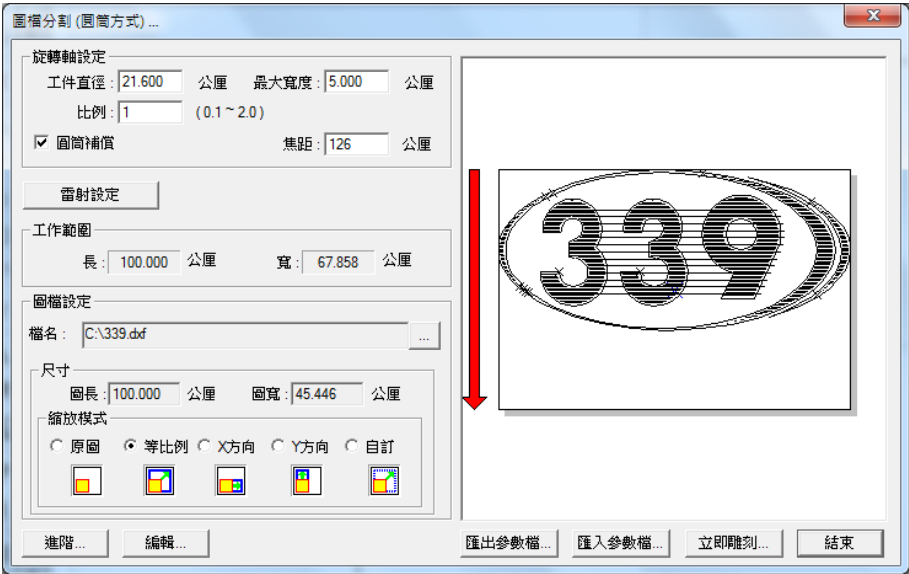 圖檔分割 (圓筒方式) ...
旋轉軸設定
工件直徑 : 21.600 公厘 最大寬度 : 5.000 公厘
比例 : 1 ( 0.1 ~ 2.0 )
圓筒補償 焦距 : 126 公厘
雷射設定
工作範圍
長 : 100.000 公厘 寬 : 67.858 公厘
圖檔設定
檔名 : C:\339.dxf ...
尺寸
圖長 : 100.000 公厘 圖寬 : 45.446 公厘
縮放模式
原圖 等比例 X方向 Y方向 自訂
339
進階... 編輯... 匯出參數檔... 匯入參數檔... 立即雕刻... 結束